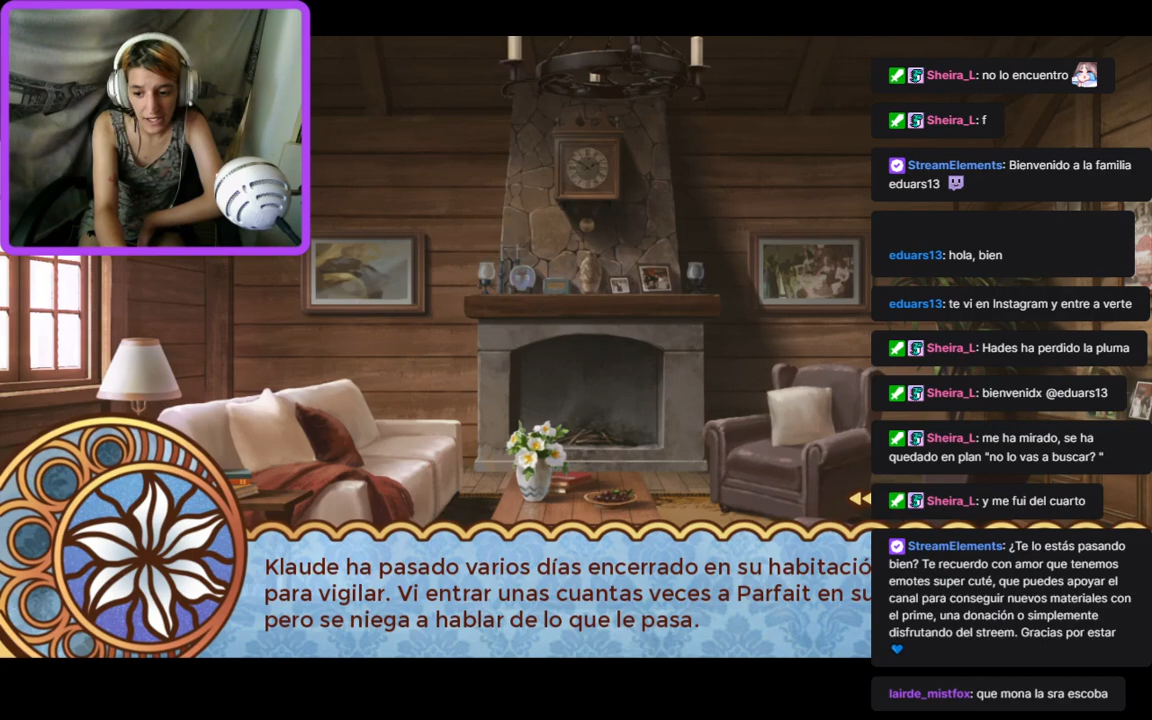 Sheira_L: no lo encuentro
Sheira_L: f
StreamElements: Bienvenido a la familia
eduars13
eduars13: hola, bien
eduars13: te vi en Instagram y entre a verte
Sheira_L: Hades ha perdido la pluma
Sheira_L: bienvenidx @eduars13
Sheira_L: me ha mirado, se ha
quedado en plan "no lo vas a buscar? "
Sheira_L: y me fui del cuarto
StreamElements: ¿Te lo estás pasando
bien? Te recuerdo con amor que tenemos
emotes super cuté, que puedes apoyar el
canal para conseguir nuevos materiales con
el prime, una donación o simplemente
disfrutando del streem. Gracias por estar
lairde_mistfox: que mona la sra escoba
Klaude ha pasado varios días encerrado en su habitació
para vigilar. Vi entrar unas cuantas veces a Parfait en su
pero se niega a hablar de lo que le pasa.